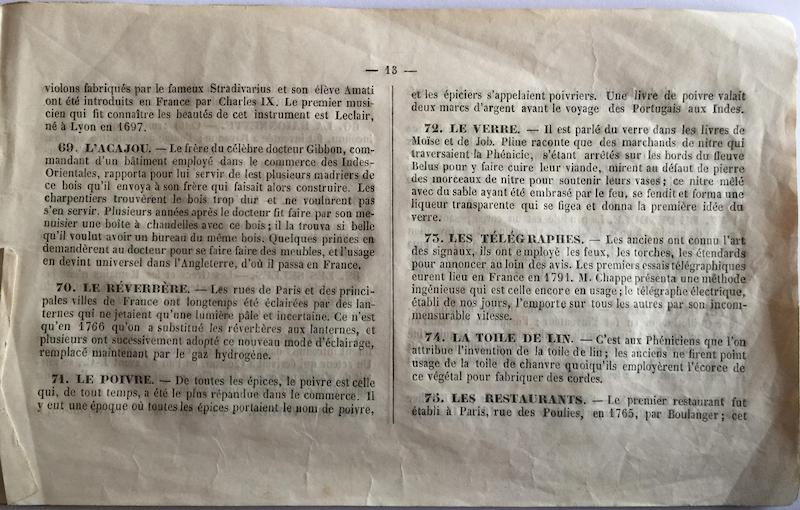 — 13 —
violons fabriqués par le fameux Stradivarius et son élève Amati
ont été introduits en France par Charles IX. Le premier musi-
cien qui fit connaître les beautés de cet instrument est Leclair,
né à Lyon en 1697.
69. L'ACAJOU. — Le frère du célèbre docteur Gibbon, com-
mandant d'un bâtiment employé dans le commerce des Indes-
Orientales, rapporta pour lui servir de lest plusieurs madriers de
ce bois qu'il envoya à son frère qui faisait alors construire. Les
charpentiers trouvèrent le bois trop dur et ne voulurent pas
s'en servir. Plusieurs années après le docteur fit faire par son me-
nuisier une boîte à chandelles avec ce bois ; il la trouva si belle
qu'il voulut avoir un bureau du même bois. Quelques princes en
demandèrent au docteur pour se faire faire des meubles, et l'usage
en devint universel dans l'Angleterre, d'où il passa en France.
70. LE RÉVERBÈRE. — Les rues de Paris et des princi-
pales villes de France ont longtemps été éclairées par des lan-
ternes qui ne jetaient qu'une lumière pâle et incertaine. Ce n'est
qu'en 1766 qu'on a substitué les réverbères aux lanternes, et
plusieurs ont sucessivement adopté ce nouveau mode d'éclairage,
remplacé maintenant par le gaz hydrogène.
71. LE POIVRE. — De toutes les épices, le poivre est celle
qui, de tout temps, a été le plus répandue dans le commerce. Il
y eut une époque où toutes les épices portaient le nom de poivre,
et les épiciers s'appelaient poivriers. Une livre de poivre valait
deux marcs d'argent avant le voyage des Portugais aux Indes.
72. LE VERRE. — Il est parlé du verre dans les livres de
Moïse et de Job. Pline raconte que des marchands de nitre qui
traversaient la Phénicie, s'étant arrêtés sur les bords du fleuve
Belus pour y faire cuire leur viande, mirent au défaut de pierre
des morceaux de nitre pour soutenir leurs vases ; ce nitre mêlé
avec du sable ayant été embrasé par le feu, se fendit et forma une
liqueur transparente qui se figea et donna la première idée du
verre.
73. LES TÉLÉGRAPHES. — Les anciens ont connu l'art
des signaux, ils ont employé les feux, les torches, les étendards
pour annoncer au loin des avis. Les premiers essais télégraphiques
eurent lieu en France en 1791. M. Chappe présenta une méthode
ingénieuse qui est celle encore en usage ; le télégraphe électrique,
établi de nos jours, l'emporte sur tous les autres par son incom-
mensurable vitesse.
74. LA TOILE DE LIN. — C'est aux Phéniciens que l'on
attribue l'invention de la toile de lin ; les anciens ne firent point
usage de la toile de chanvre quoiqu'ils employèrent l'écorce de
ce végétal pour fabriquer des cordes.
75. LES RESTAURANTS. — Le premier restaurant fut
établi à Paris, rue des Poulies, en 1765, par Boulanger ; cet